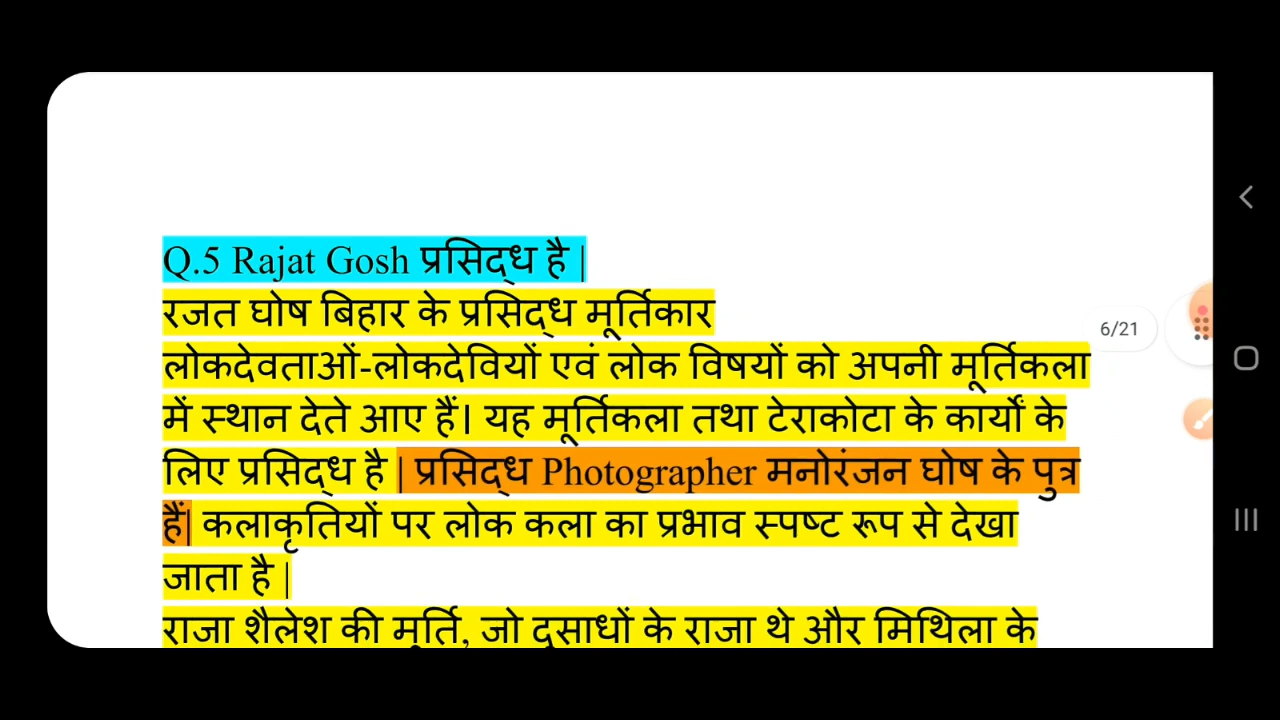 Q.5 Rajat Gosh प्रसिद्ध है |
रजत घोष बिहार के प्रसिद्ध मूर्तिकार
लोकदेवताओं-लोकदेवियों एवं लोक विषयों को अपनी मूर्तिकला
6/21
में स्थान देते आए हैं। यह मूर्तिकला तथा टेराकोटा के कार्यों के
लिए प्रसिद्ध है | प्रसिद्ध Photographer मनोरंजन घोष के पुत्र
हैं| कलाकृतियों पर लोक कला का प्रभाव स्पष्ट रूप से देखा
जाता है |
राजा शैलेश की मूर्ति, जो दुसाधों के राजा थे और मिथिला के